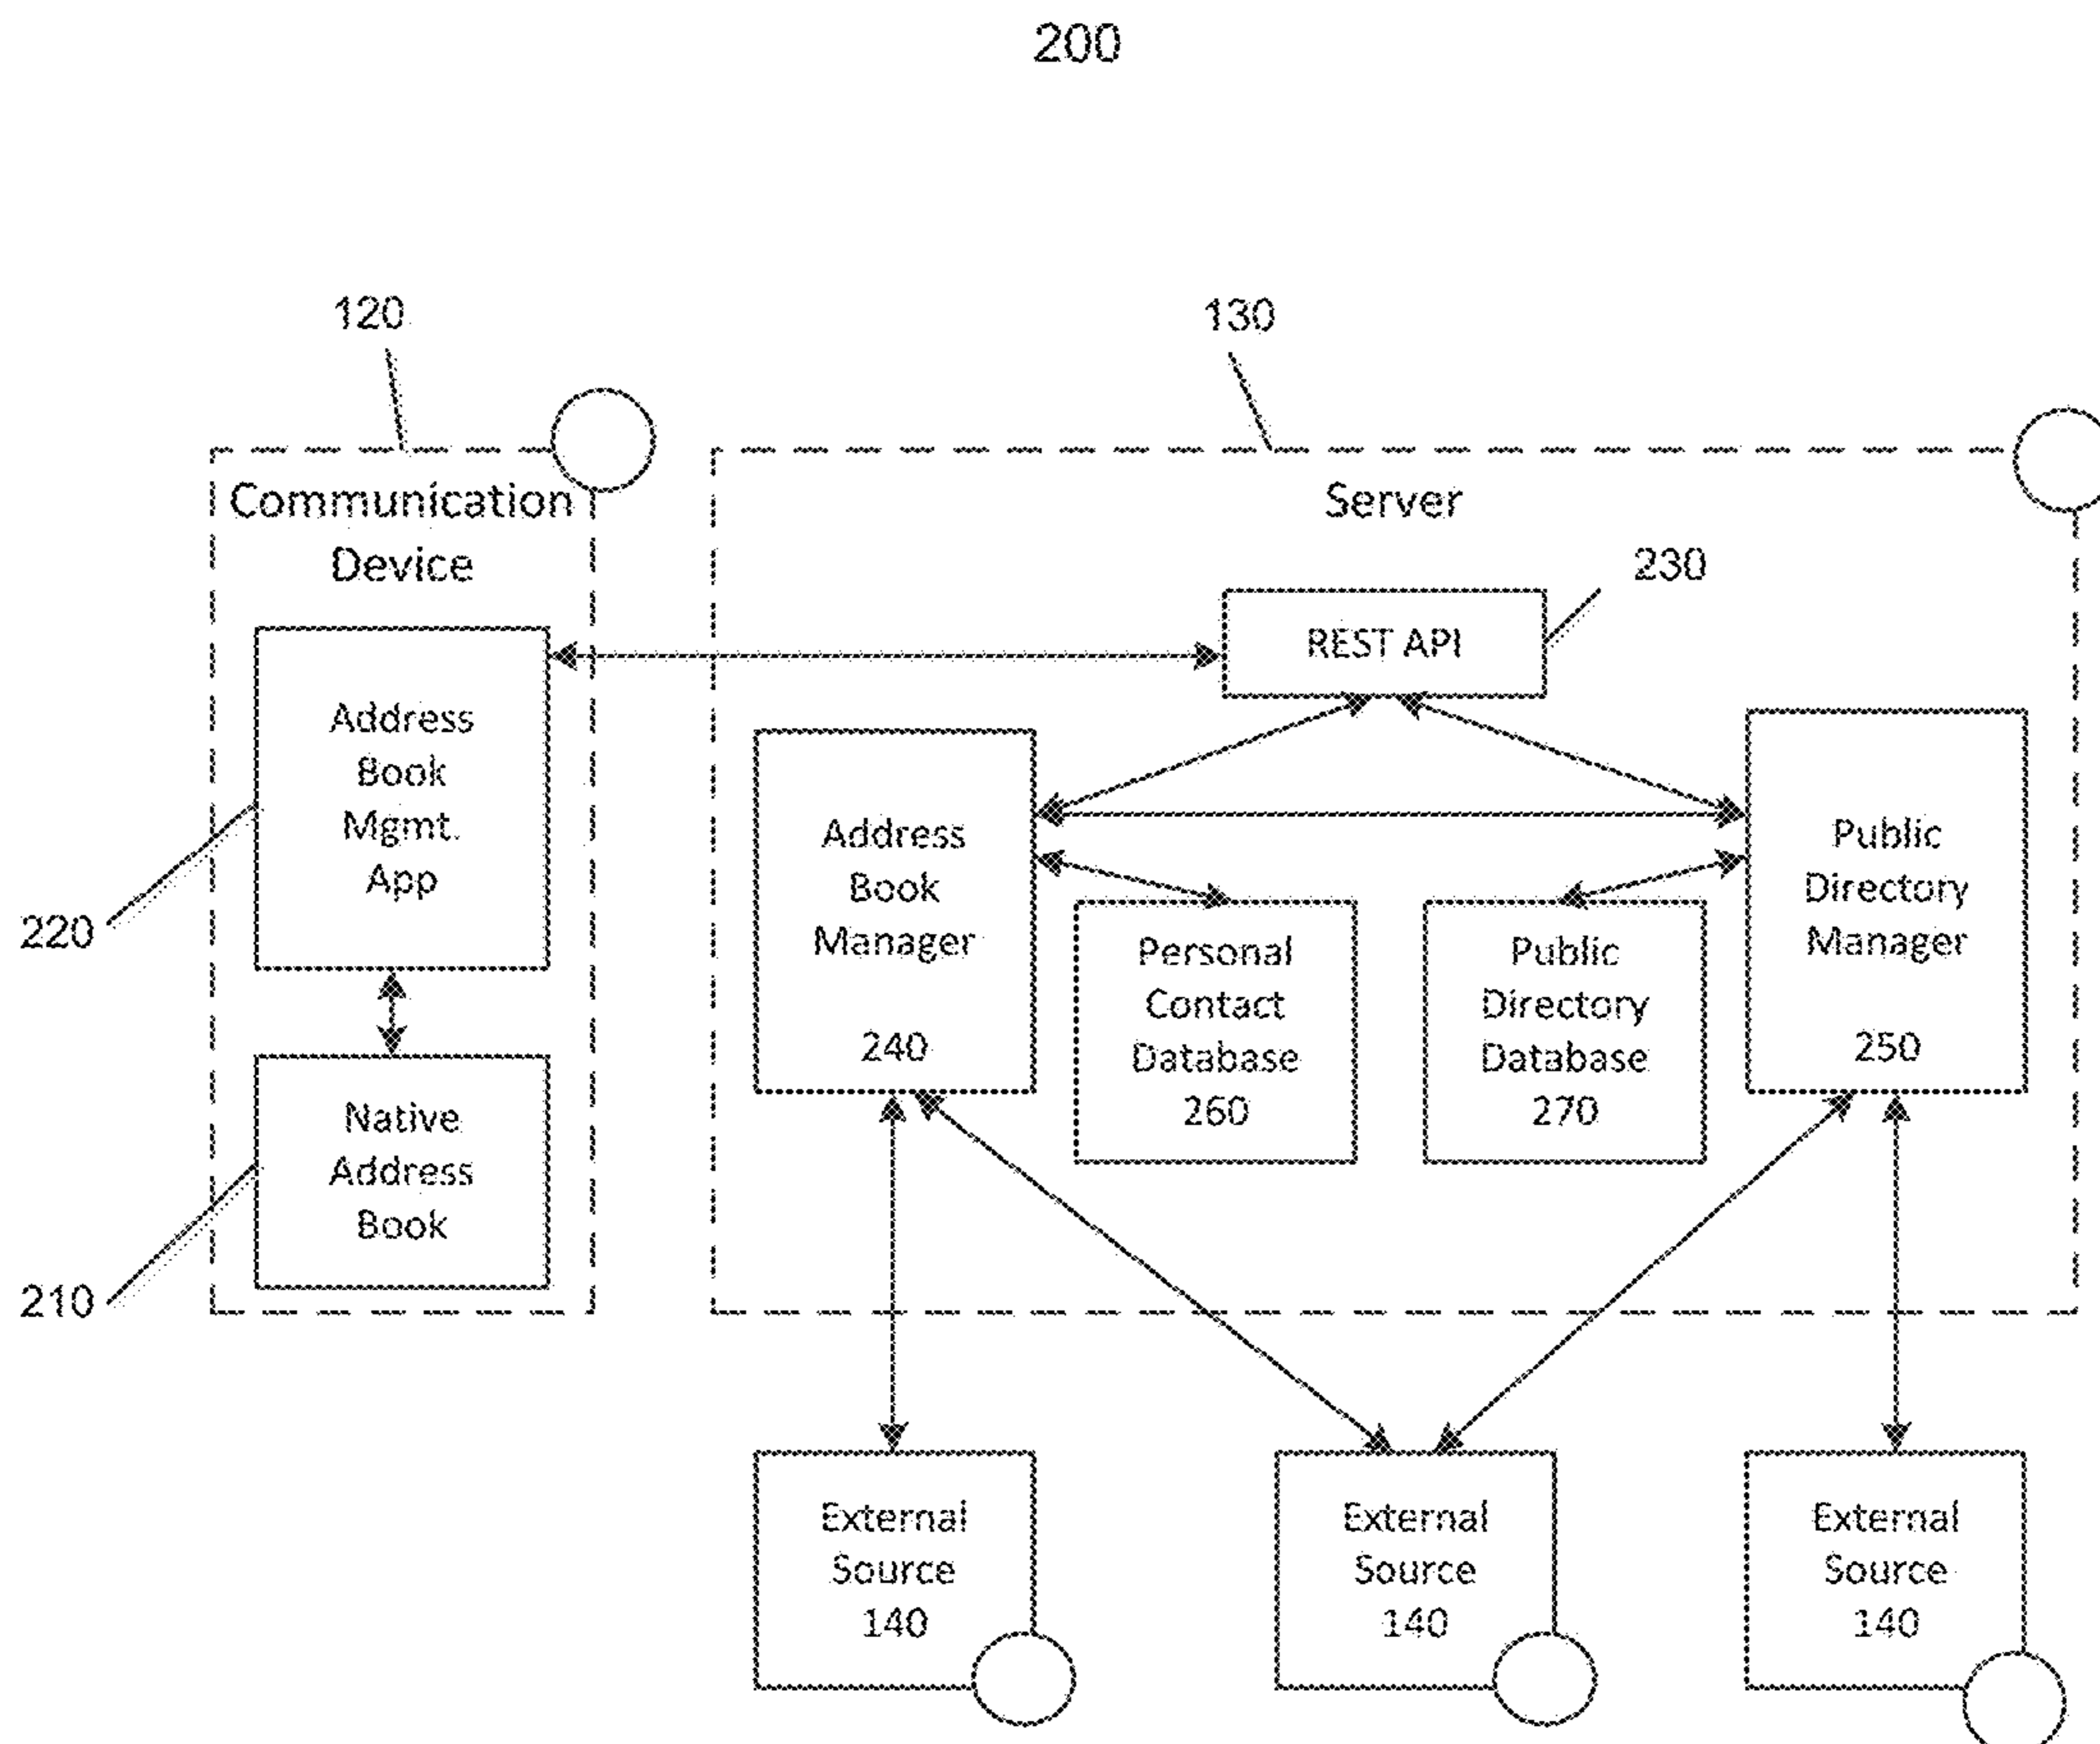 200
120
130
Communication
Device
Server
230
REST API
Address
Book
Mgmt.
App
220
Native
Address
Book
210
Address
Book
Manager
240
Personal
Contact
Database
260
Public
Directory
Database
270
Public
Directory
Manager
250
External
Source
140
External
Source
140
External
Source
140